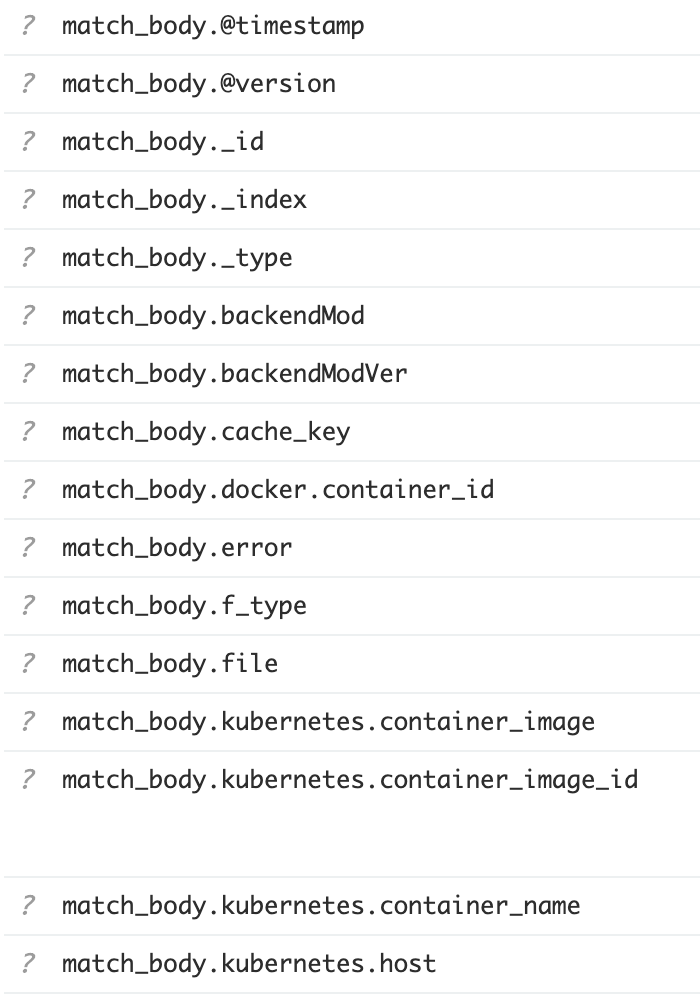 ? match_body.@timestamp
? match_body.@version
? match_body._id
? match_body._index
? match_body._type
? match_body.backendMod
? match_body.backendModVer
? match_body.cache_key
? match_body.docker.container_id
? match_body.error
? match_body.f_type
? match_body.file
? match_body.kubernetes.container_image
? match_body.kubernetes.container_image_id
? match_body.kubernetes.container_name
? match_body.kubernetes.host